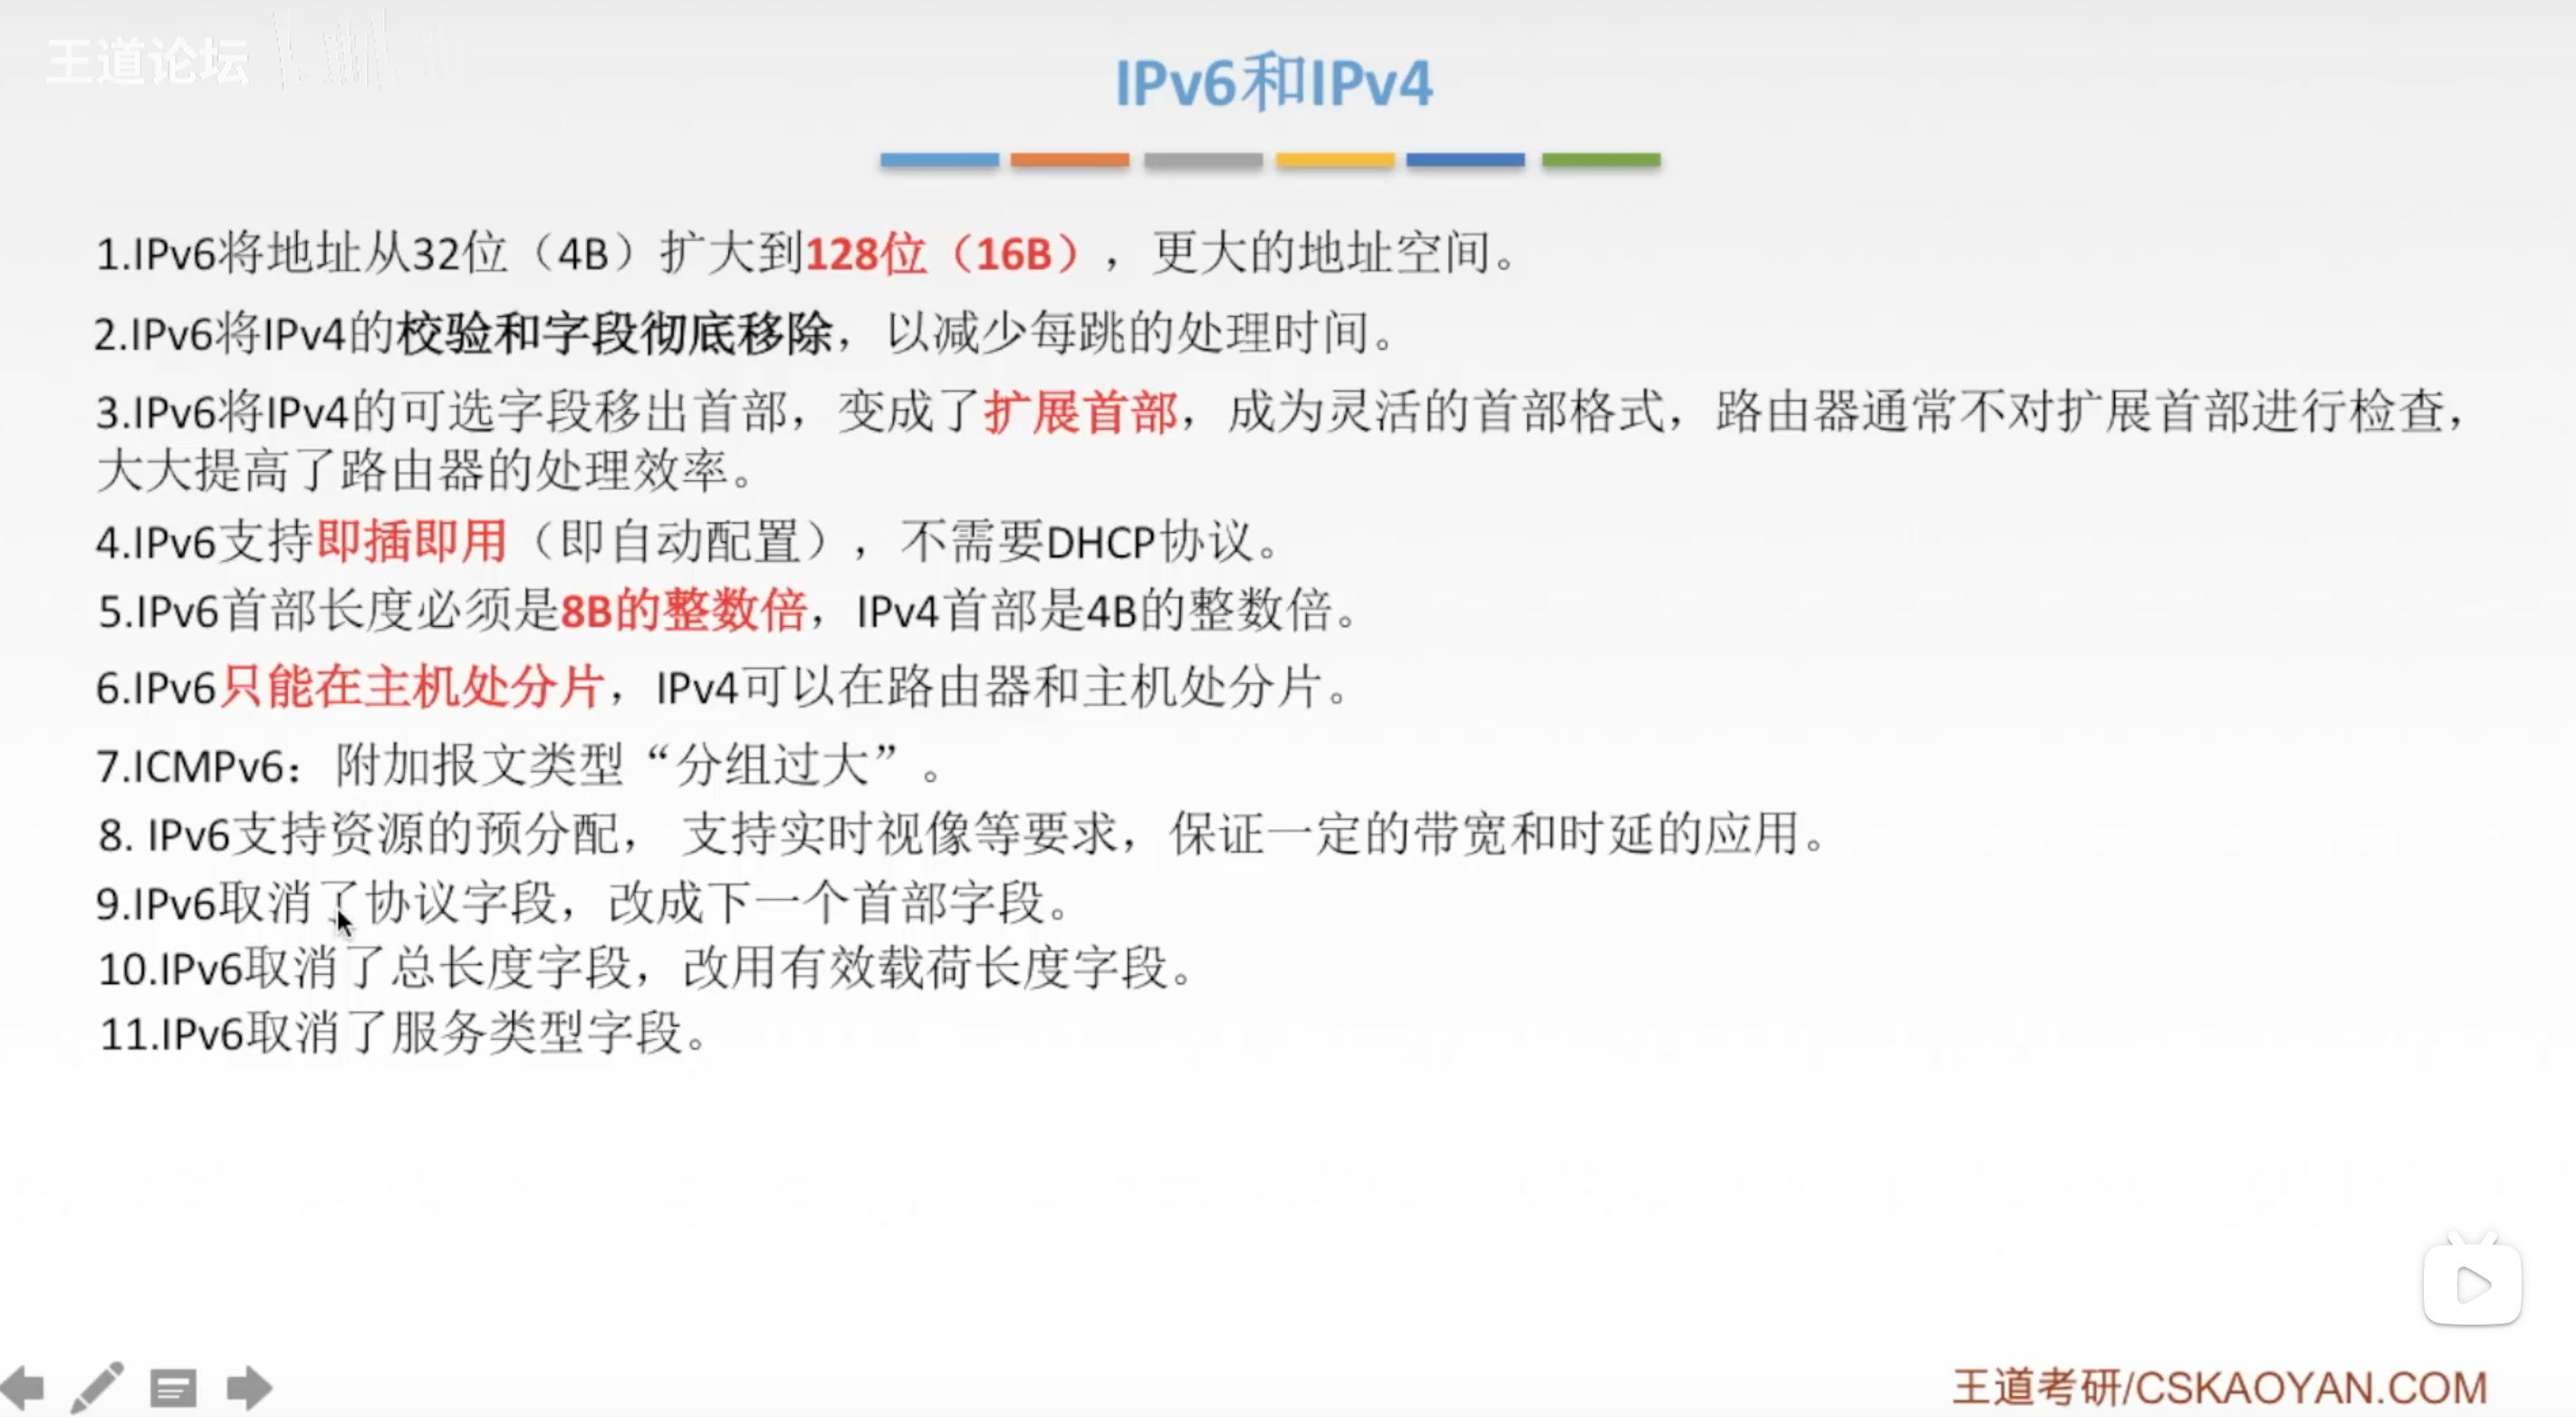 王道论坛
IPv6和IPv4
1.IPv6将地址从32位（4B）扩大到128位（16B），更大的地址空间。
2.IPv6将IPv4的校验和字段彻底移除，以减少每跳的处理时间。
3.IPv6将IPv4的可选字段移出首部，变成了扩展首部，成为灵活的首部格式，路由器通常不对扩展首部进行检查，
大大提高了路由器的处理效率。
4.IPv6支持即插即用（即自动配置），不需要DHCP协议。
5.IPv6首部长度必须是8B的整数倍，IPv4首部是4B的整数倍。
6.IPv6只能在主机处分片，IPv4可以在路由器和主机处分片。
7.ICMPv6：附加报文类型“分组过大”。
8. IPv6支持资源的预分配， 支持实时视像等要求，保证一定的带宽和时延的应用。
9.IPv6取消了协议字段，改成下一个首部字段。
10.IPv6取消了总长度字段，改用有效载荷长度字段。
11.IPv6取消了服务类型字段。
王道考研/CSKAOYAN.COM